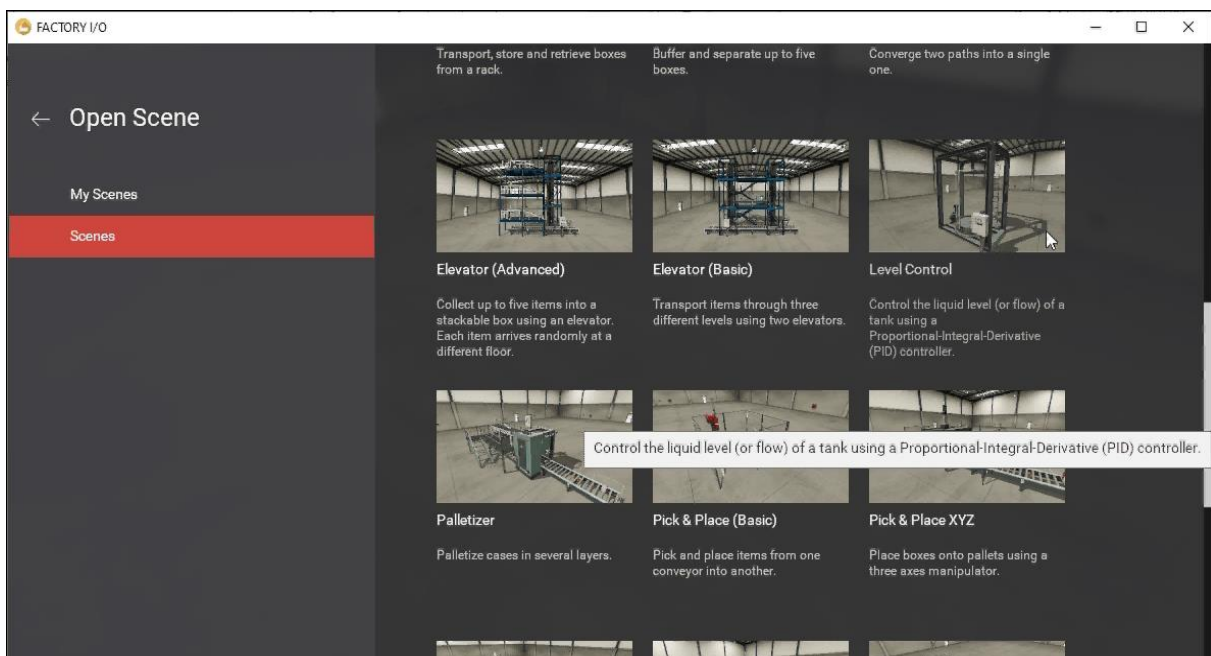 FACTORY I/O
Open Scene
My Scenes
Scenes
Transport, store and retrieve boxes
from a rack.
Buffer and separate up to five
boxes.
Converge two paths into a single
one.
Elevator (Advanced)
Collect up to five items into a
stackable box using an elevator.
Each item arrives randomly at a
different floor.
Elevator (Basic)
Transport items through three
different levels using two elevators.
Level Control
Control the liquid level (or flow) of a
tank using a
Proportional-Integral-Derivative
(PID) controller.
Control the liquid level (or flow) of a tank using a Proportional-Integral-Derivative (PID) controller.
Palletizer
Palletize cases in several layers.
Pick & Place (Basic)
Pick and place items from one
conveyor into another.
Pick & Place XYZ
Place boxes onto pallets using a
three axes manipulator.